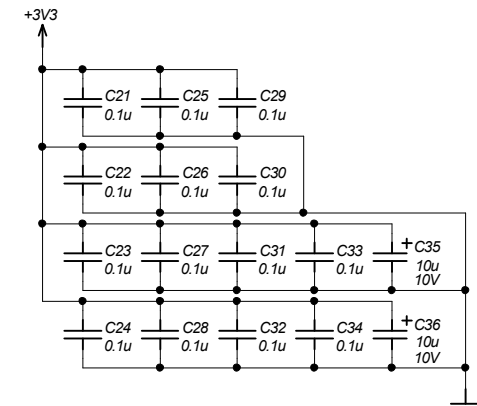 +3V3
C21 C25 C29
0.1u 0.1u 0.1u
C22 C26 C30
0.1u 0.1u 0.1u
C23 C27 C31 C33 + C35
0.1u 0.1u 0.1u 0.1u 10u
10V
C24 C28 C32 C34 + C36
0.1u 0.1u 0.1u 0.1u 10u
10V